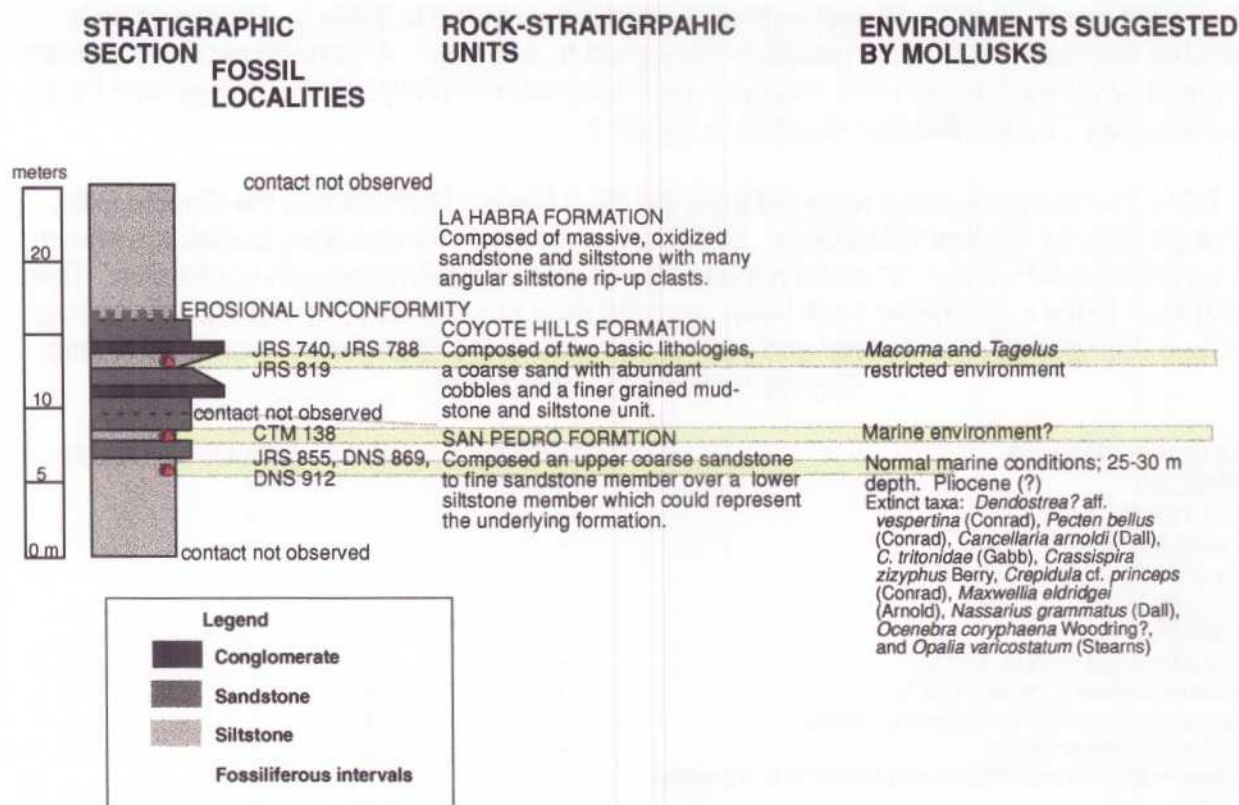 STRATIGRAPHIC
SECTION
FOSSIL
LOCALITIES
ROCK-STRATIGRPAHIC
UNITS
ENVIRONMENTS SUGGESTED
BY MOLLUSKS
meters
20
10
5
0 m
contact not observed
LA HABRA FORMATION
Composed of massive, oxidized
sandstone and siltstone with many
angular siltstone rip-up clasts.
EROSIONAL UNCONFORMITY
COYOTE HILLS FORMATION
JRS 740, JRS 788
JRS 819
Composed of two basic lithologies,
a coarse sand with abundant
cobbles and a finer grained mud-
stone and siltstone unit.
Macoma and Tagelus
restricted environment
contact not observed
CTM 138
Marine environment?
SAN PEDRO FORMTION
JRS 855, DNS 869,
DNS 912
Composed an upper coarse sandstone
to fine sandstone member over a lower
siltstone member which could represent
the underlying formation.
Normal marine conditions; 25-30 m
depth. Pliocene (?)
Extinct taxa: Dendostrea? aff.
vespertina (Conrad), Pecten bellus
(Conrad), Cancellaria arnoldi (Dall),
C. tritonidae (Gabb), Crassispira
zizyphus Berry, Crepidula cf. princeps
(Conrad), Maxwellia eldridgei
(Arnold), Nassarius grammatus (Dall),
Ocenebra coryphaena Woodring?,
and Opalia varicostatum (Stearns)
contact not observed
Legend
Conglomerate
Sandstone
Siltstone
Fossiliferous intervals